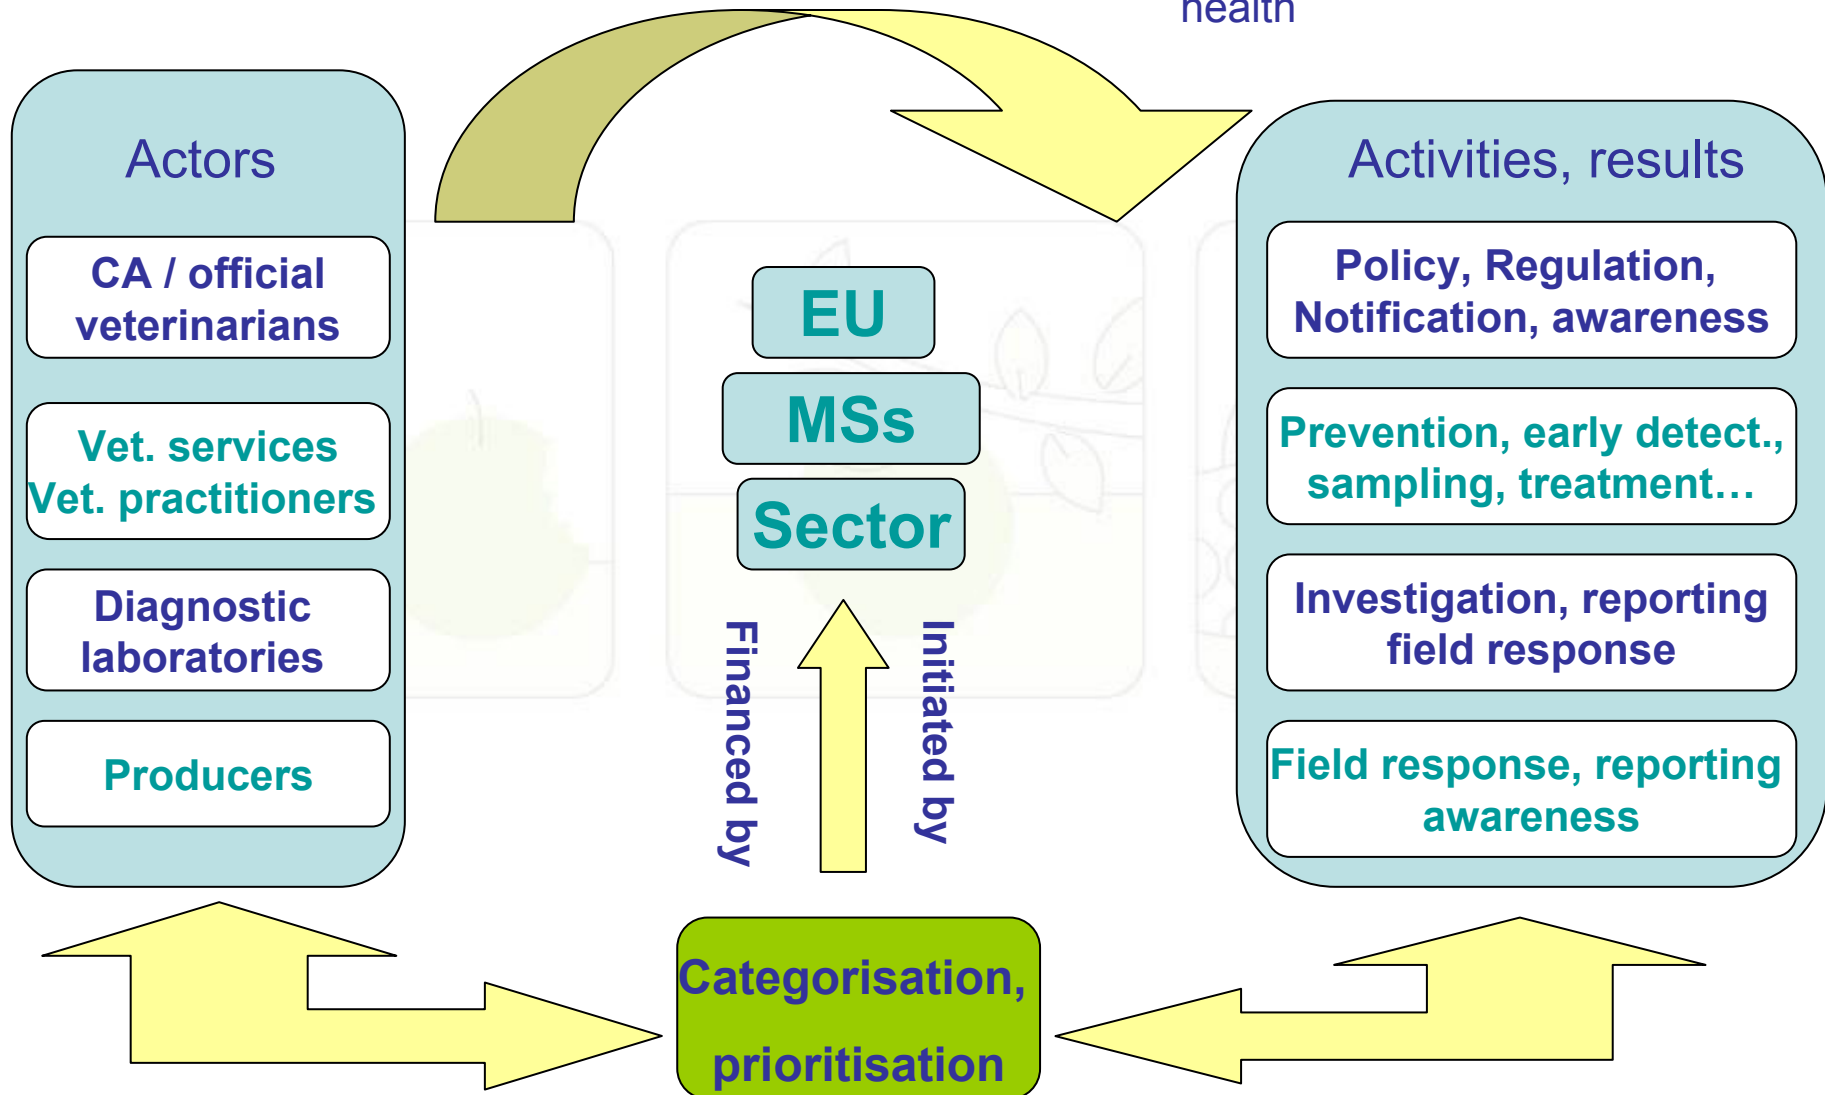 health
Actors
CA / official
veterinarians
Vet. services
Vet. practitioners
Diagnostic
laboratories
Producers
EU
MSs
Sector
Financed by
Initiated by
Categorisation,
prioritisation
Activities, results
Policy, Regulation,
Notification, awareness
Prevention, early detect.,
sampling, treatment…
Investigation, reporting
field response
Field response, reporting
awareness